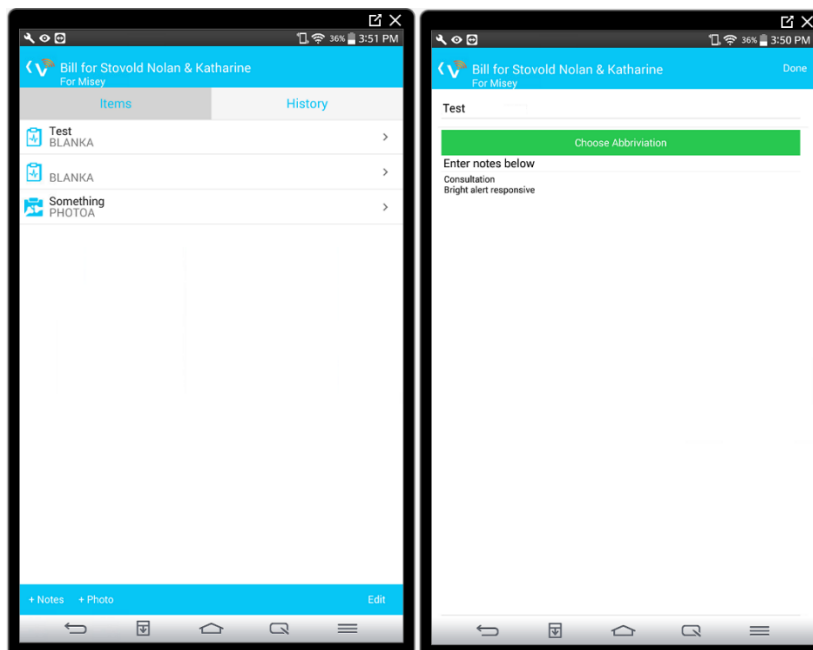 36% 3:51 PM
Bill for Stovold Nolan & Katharine
For Misey
Items History
Test
BLANKA
BLANKA
Something
PHOTOA
+ Notes + Photo Edit
36% 3:50 PM
Bill for Stovold Nolan & Katharine Done
For Misey
Test
Choose Abbriviation
Enter notes below
Consultation
Bright alert responsive